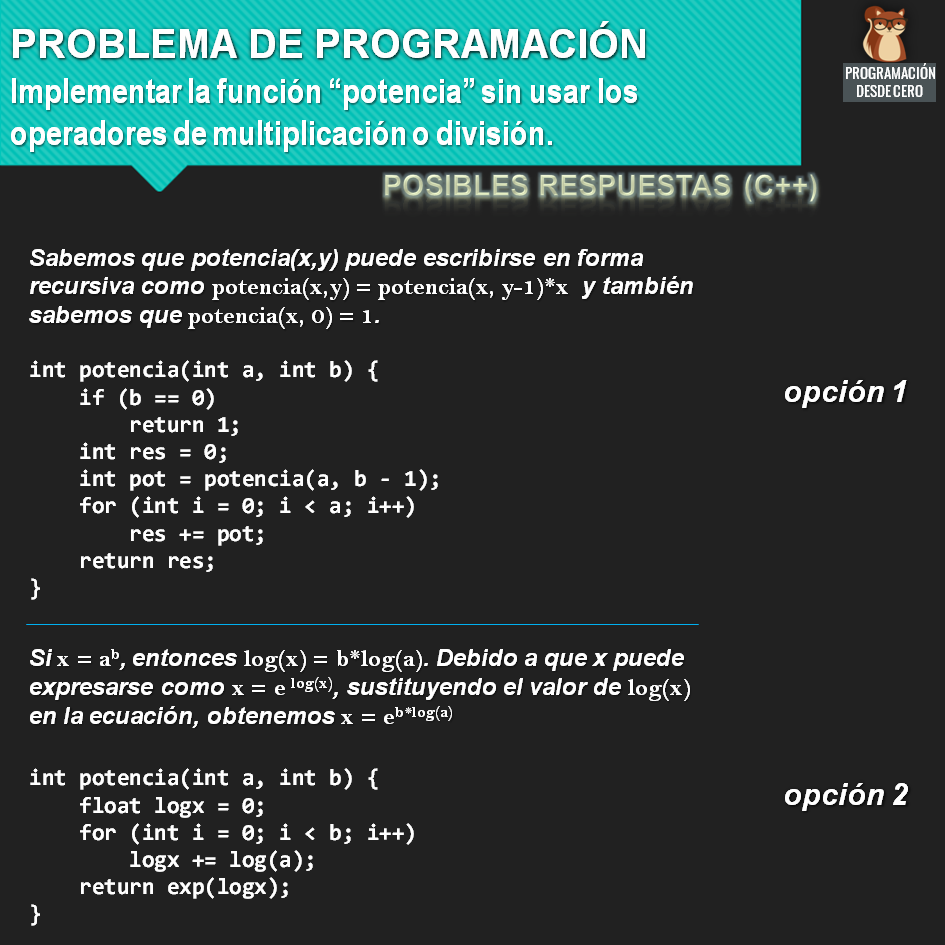 PROBLEMA DE PROGRAMACIÓN
Implementar la función “potencia” sin usar los
operadores de multiplicación o división.
PROGRAMACIÓN
DESDE CERO
POSIBLES RESPUESTAS (C++)
Sabemos que potencia(x,y) puede escribirse en forma
recursiva como potencia(x,y) = potencia(x, y-1)*x y también
sabemos que potencia(x, 0) = 1.
int potencia(int a, int b) {
    if (b == 0)
        return 1;
    int res = 0;
    int pot = potencia(a, b - 1);
    for (int i = 0; i < a; i++)
        res += pot;
    return res;
}
opción 1
Si x = aᵇ, entonces log(x) = b*log(a). Debido a que x puede
expresarse como x = e log(x), sustituyendo el valor de log(x)
en la ecuación, obtenemos x = eb*log(a)
int potencia(int a, int b) {
    float logx = 0;
    for (int i = 0; i < b; i++)
        logx += log(a);
    return exp(logx);
}
opción 2